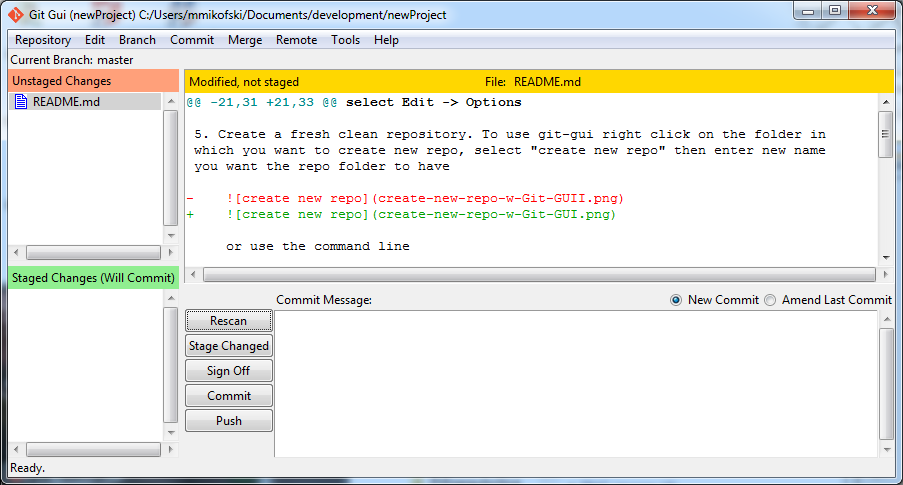 Git Gui (newProject) C:/Users/mmikofski/Documents/development/newProject
Repository Edit Branch Commit Merge Remote Tools Help
Current Branch: master
Unstaged Changes
README.md
Modified, not staged File: README.md
@@ -21,31 +21,33 @@ select Edit -> Options
5. Create a fresh clean repository. To use git-gui right click on the folder in
which you want to create new repo, select "create new repo" then enter new name
you want the repo folder to have
- ![create new repo](create-new-repo-w-Git-GUII.png)
+ ![create new repo](create-new-repo-w-Git-GUI.png)
or use the command line
Staged Changes (Will Commit)
Commit Message: New Commit Amend Last Commit
Rescan
Stage Changed
Sign Off
Commit
Push
Ready.